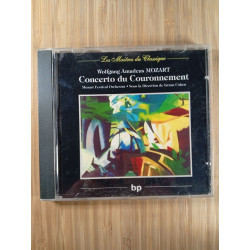 Les Maîtres du Classique
Wolfgang Amadeus MOZART
Concerto du Couronnement
Mozart Festival Orchestra • Sous la Direction de Ariane Cohen
bp